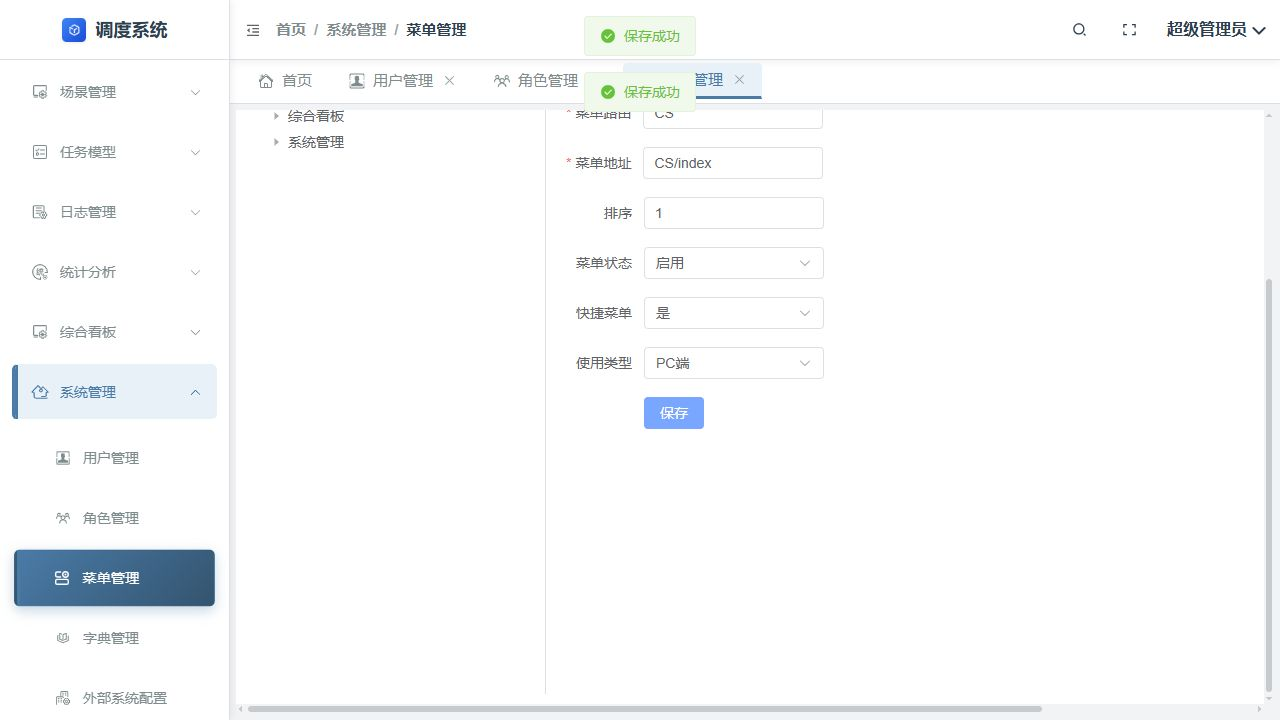 调度系统
首页 / 系统管理 / 菜单管理
保存成功
超级管理员
首页
用户管理
角色管理
管理
保存成功
场景管理
任务模型
日志管理
统计分析
综合看板
系统管理
用户管理
角色管理
菜单管理
字典管理
外部系统配置
综合看板
系统管理
* 菜单路由 CS
* 菜单地址 CS/index
排序 1
菜单状态 启用
快捷菜单 是
使用类型 PC端
保存